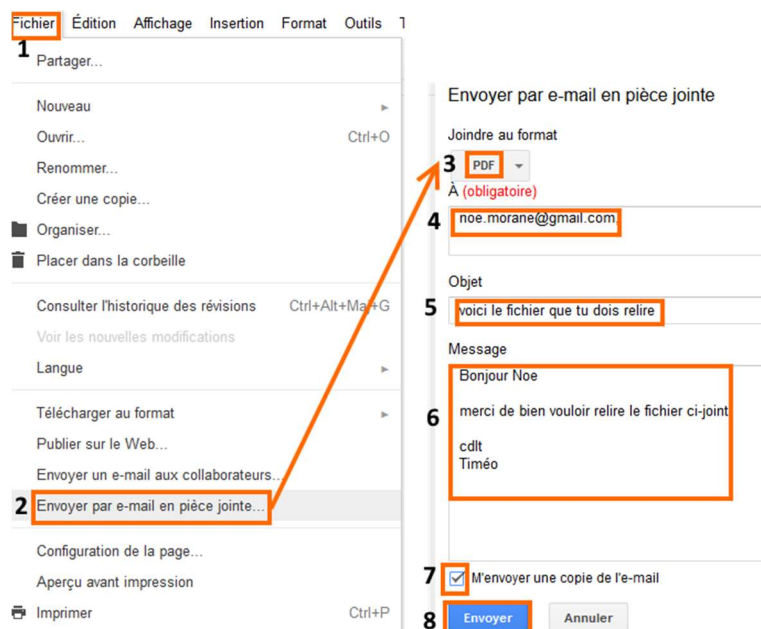 Fichier Édition Affichage Insertion Format Outils
1
Partager...
Nouveau
Ouvrir... Ctrl+O
Renommer...
Créer une copie...
Organiser...
Placer dans la corbeille
Consulter l'historique des révisions Ctrl+Alt+Maj+G
Voir les nouvelles modifications
Langue
Télécharger au format
Publier sur le Web...
Envoyer un e-mail aux collaborateurs...
2 Envoyer par e-mail en pièce jointe...
Configuration de la page...
Aperçu avant impression
Imprimer Ctrl+P
Envoyer par e-mail en pièce jointe
Joindre au format
3 PDF
À (obligatoire)
4 noe.morane@gmail.com,
Objet
5 voici le fichier que tu dois relire
Message
Bonjour Noe
6 merci de bien vouloir relire le fichier ci-joint
cdlt
Timéo
7 M'envoyer une copie de l'e-mail
8 Envoyer Annuler